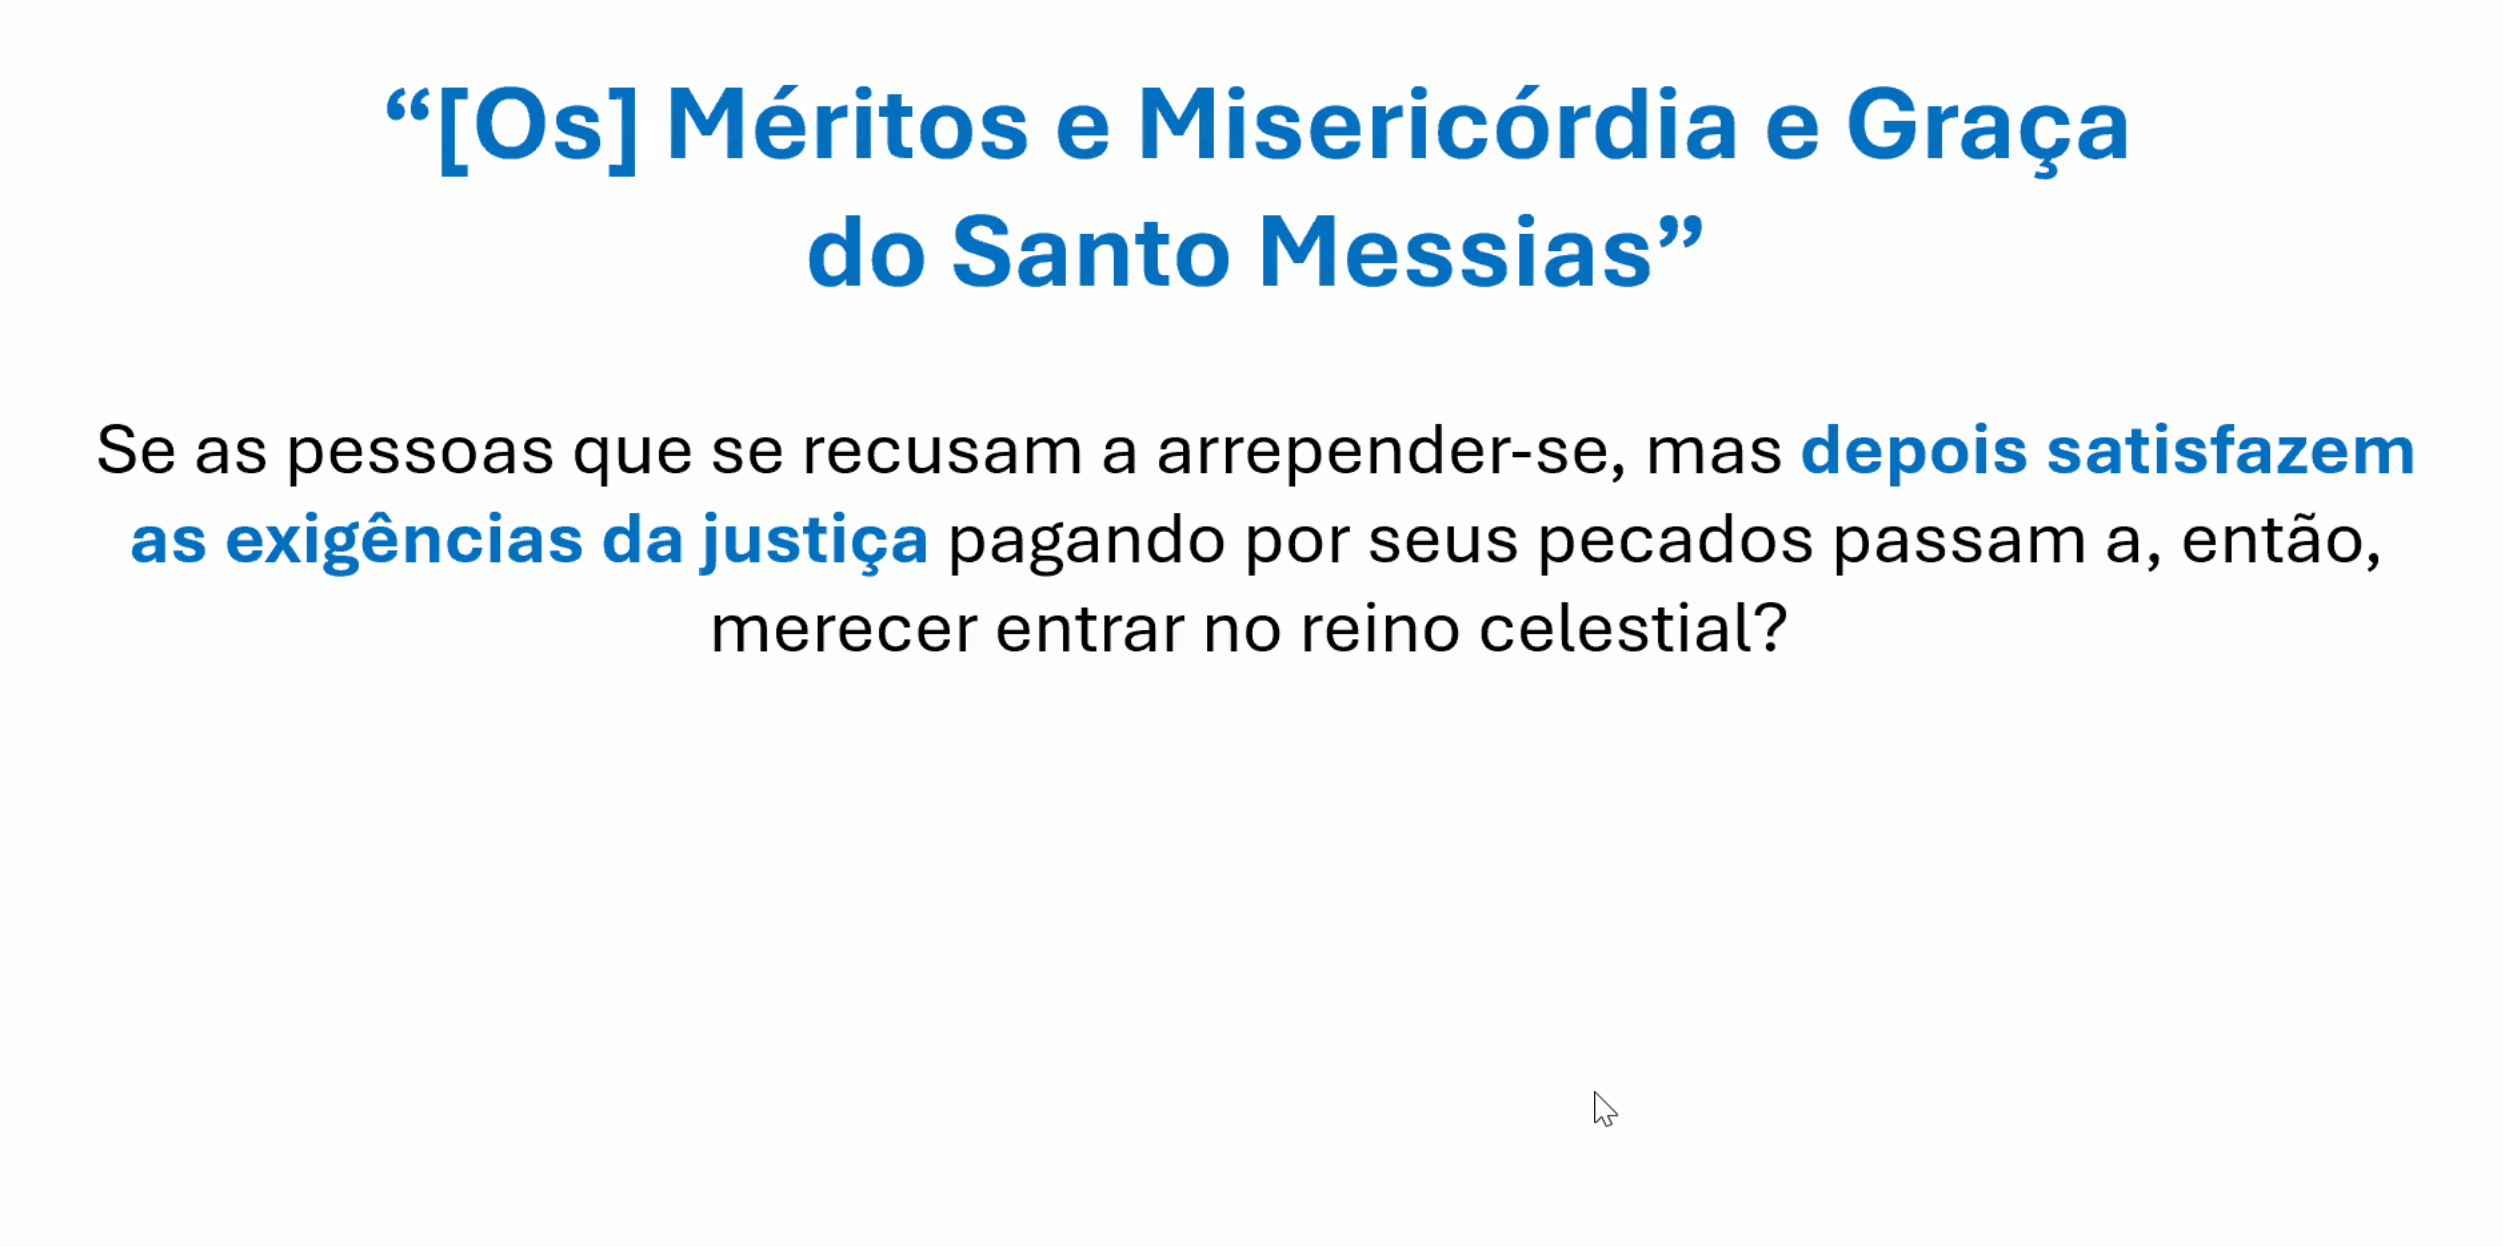 “[Os] Méritos e Misericórdia e Graça
do Santo Messias”
Se as pessoas que se recusam a arrepender-se, mas depois satisfazem
as exigências da justiça pagando por seus pecados passam a, então,
merecer entrar no reino celestial?